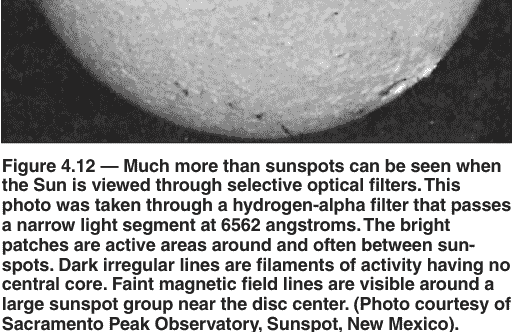 Figure 4.12 — Much more than sunspots can be seen when
the Sun is viewed through selective optical filters. This
photo was taken through a hydrogen-alpha filter that passes
a narrow light segment at 6562 angstroms. The bright
patches are active areas around and often between sun-
spots. Dark irregular lines are filaments of activity having no
central core. Faint magnetic field lines are visible around a
large sunspot group near the disc center. (Photo courtesy of
Sacramento Peak Observatory, Sunspot, New Mexico).